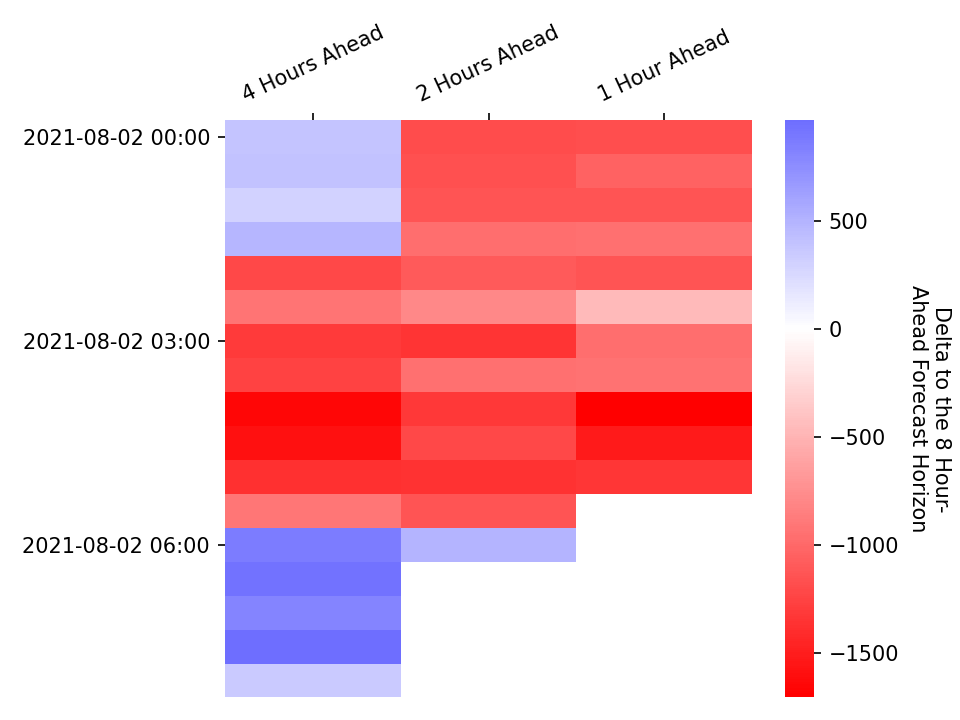 4 Hours Ahead
2 Hours Ahead
1 Hour Ahead
2021-08-02 00:00
2021-08-02 03:00
2021-08-02 06:00
500
0
−500
−1000
−1500
Delta to the 8 Hour-
Ahead Forecast Horizon